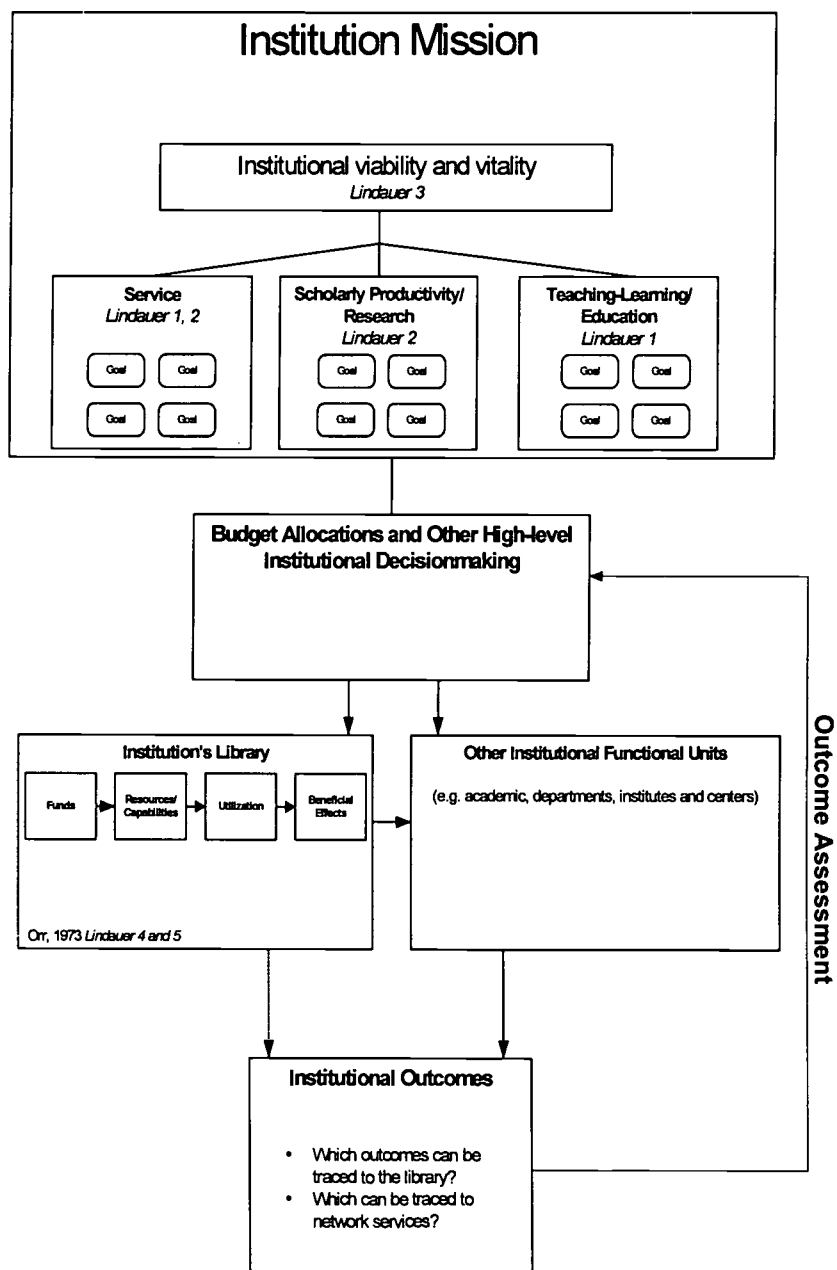 Institution Mission
Institutional viability and vitality
Lindauer 3
Service
Lindauer 1, 2
Goal Goal
Goal Goal
Scholarly Productivity/
Research
Lindauer 2
Goal Goal
Goal Goal
Teaching-Learning/
Education
Lindauer 1
Goal Goal
Goal Goal
Budget Allocations and Other High-level
Institutional Decisionmaking
Institution's Library
Funds
Resources/
Capabilities
Utilization
Beneficial
Effects
Orr, 1973 Lindauer 4 and 5
Other Institutional Functional Units
(e.g. academic, departments, institutes and centers)
Outcome Assessment
Institutional Outcomes
• Which outcomes can be
traced to the library?
• Which can be traced to
network services?